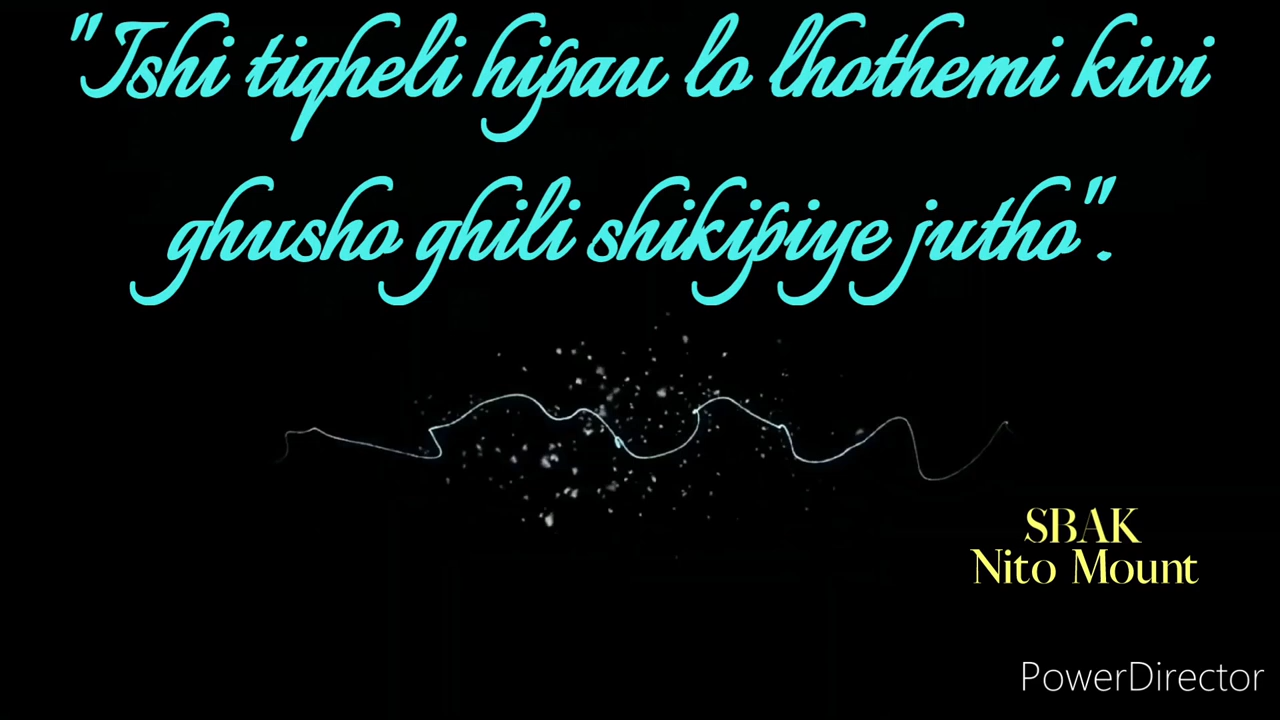 "Ishi tiqheli hipau lo lhothemi kivi
ghusho ghili shikipiye jutho".
SBAK
Nito Mount
PowerDirector